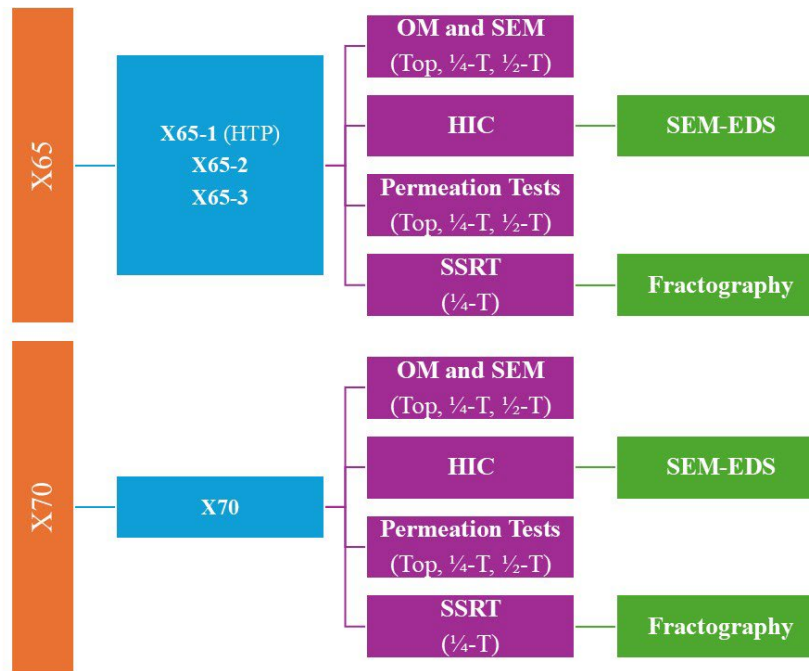 X65
X65-1 (HTP)
X65-2
X65-3
OM and SEM
(Top, ¼-T, ½-T)
HIC
SEM-EDS
Permeation Tests
(Top, ¼-T, ½-T)
SSRT
(¼-T)
Fractography
X70
X70
OM and SEM
(Top, ¼-T, ½-T)
HIC
SEM-EDS
Permeation Tests
(Top, ¼-T, ½-T)
SSRT
(¼-T)
Fractography